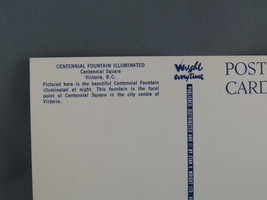 CENTENNIAL FOUNTAIN ILLUMINATED
Centennial Square
Victoria, B.C.
Pictured here is the beautiful Centennial Fountain
illuminated at night. This fountain is the focal
point of Centennial Square in the city centre of
Victoria.
Wright
everytime
POST
CARD